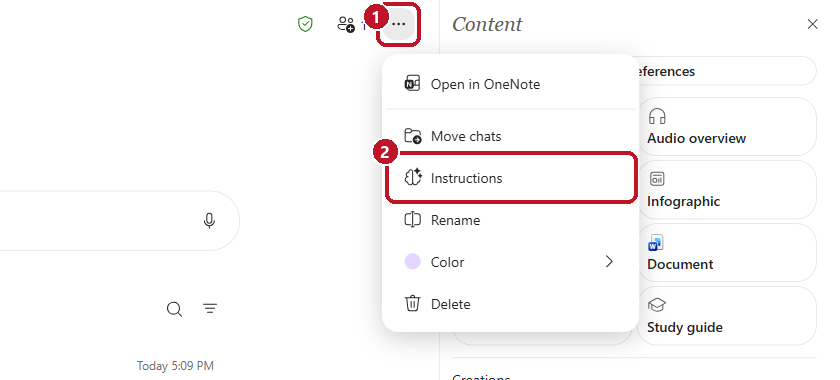 1
...
Content
Open in OneNote
eferences
Move chats
Audio overview
2
Instructions
Infographic
Rename
Color
Document
Delete
Study guide
Today 5:09 PM
Creations